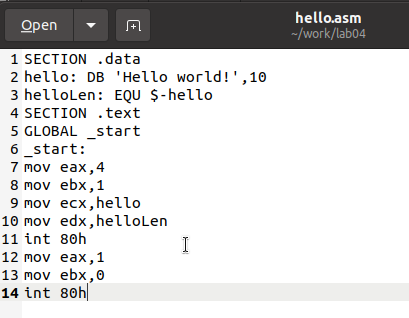 Open
hello.asm
~/work/lab04
1 SECTION .data
2 hello: DB 'Hello world!',10
3 helloLen: EQU $-hello
4 SECTION .text
5 GLOBAL _start
6 _start:
7 mov eax,4
8 mov ebx,1
9 mov ecx,hello
10 mov edx,helloLen
11 int 80h
12 mov eax,1
13 mov ebx,0
14 int 80h